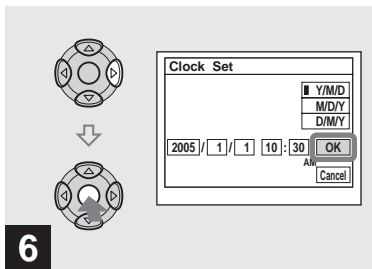 Clock Set
Y/M/D
M/D/Y
D/M/Y
2005 / 1 / 1 10 : 30 OK
AM
Cancel
6